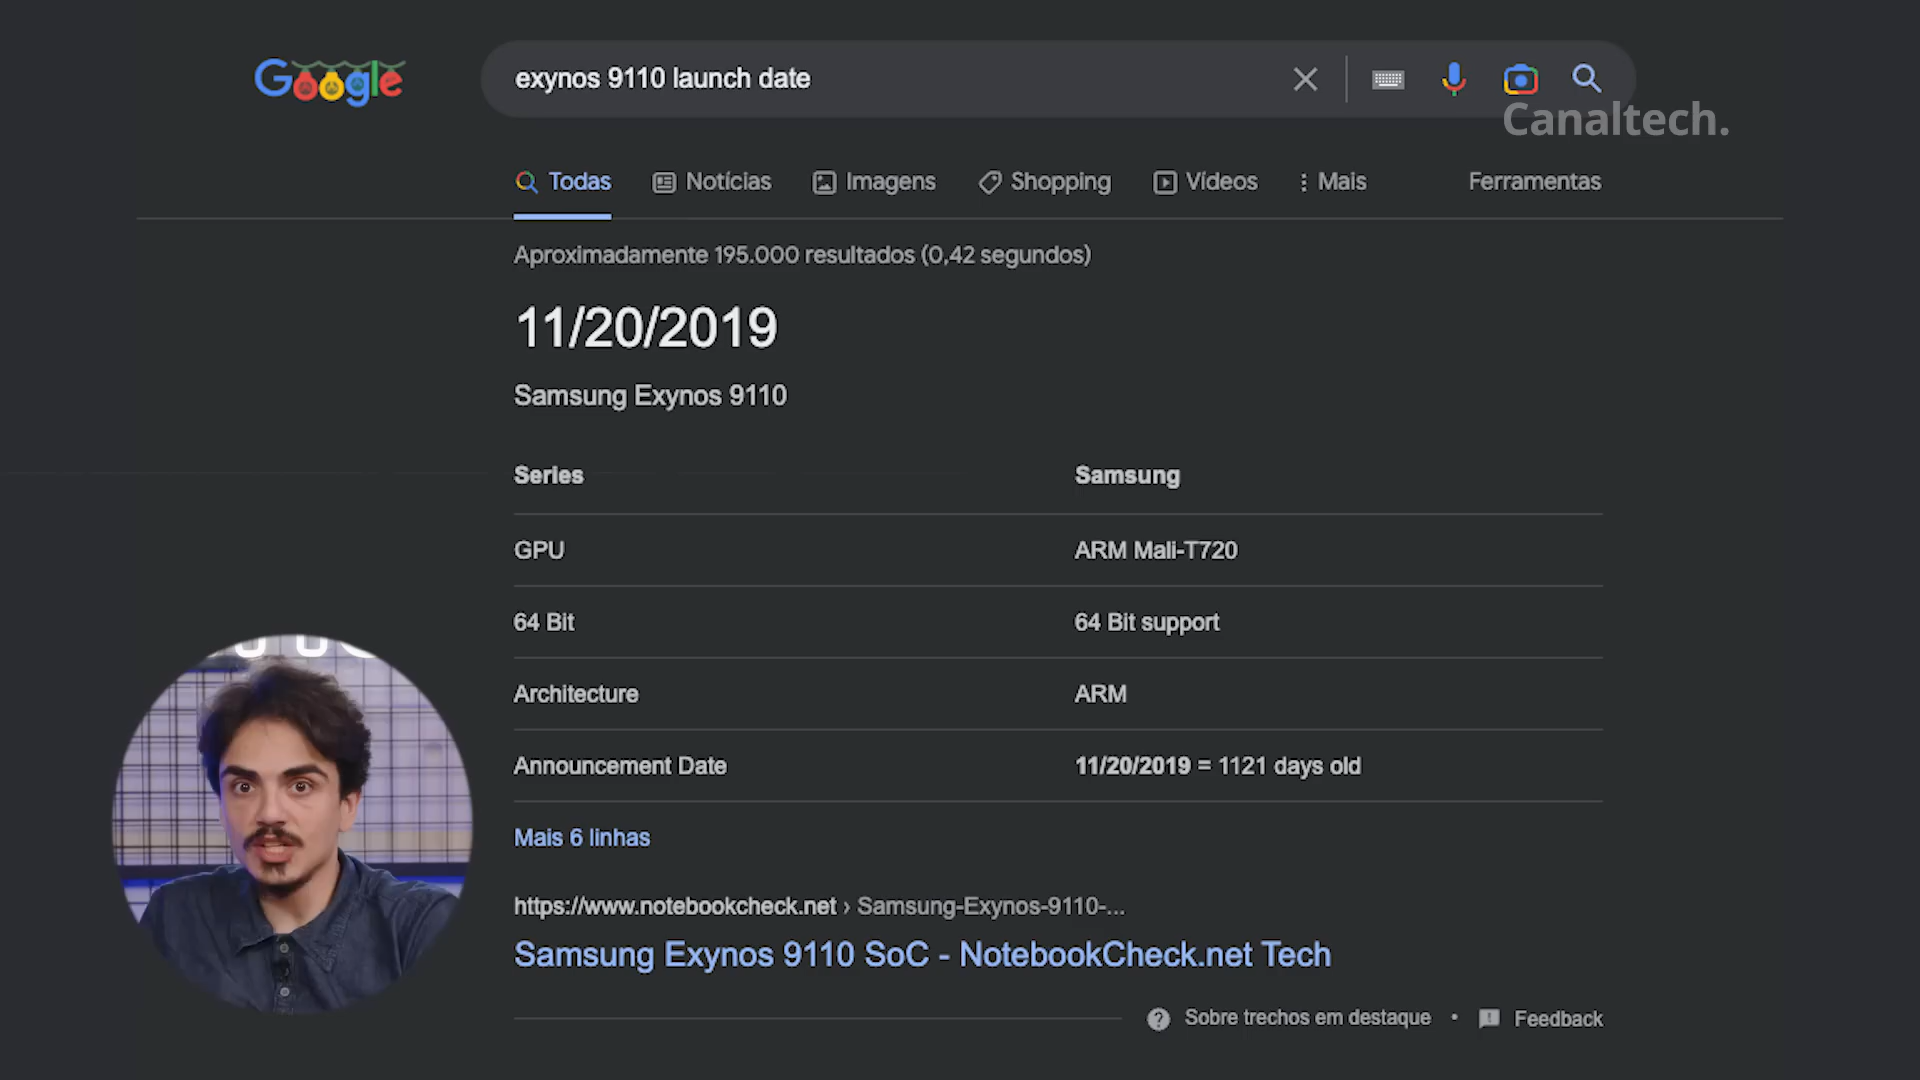 Google
exynos 9110 launch date
Canaltech.
Todas Notícias Imagens Shopping Vídeos Mais Ferramentas
Aproximadamente 195.000 resultados (0,42 segundos)
11/20/2019
Samsung Exynos 9110
Series Samsung
GPU ARM Mali-T720
64 Bit 64 Bit support
Architecture ARM
Announcement Date 11/20/2019 = 1121 days old
Mais 6 linhas
https://www.notebookcheck.net › Samsung-Exynos-9110-...
Samsung Exynos 9110 SoC - NotebookCheck.net Tech
Sobre trechos em destaque • Feedback